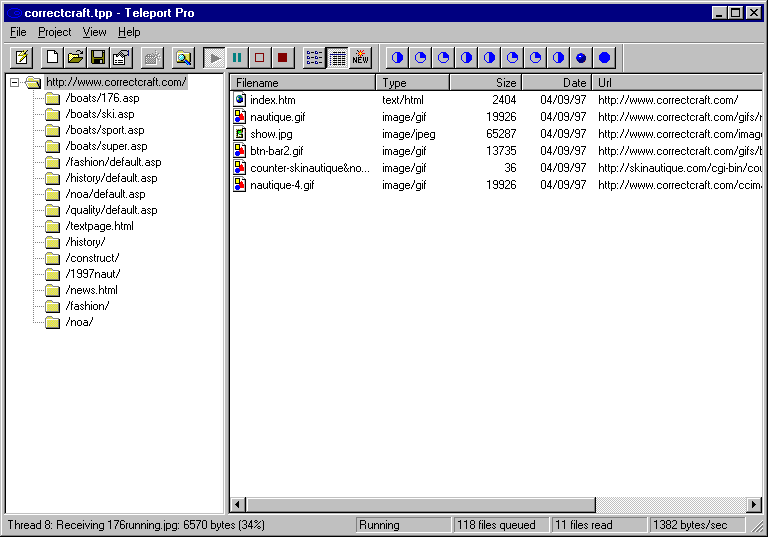 correctcraft.tpp - Teleport Pro
File Project View Help
NEW
http://www.correctcraft.com/
/boats/176.asp
/boats/ski.asp
/boats/sport.asp
/boats/super.asp
/fashion/default.asp
/history/default.asp
/noa/default.asp
/quality/default.asp
/textpage.html
/history/
/construct/
/1997naut/
/news.html
/fashion/
/noa/
Filename Type Size Date Url
index.htm text/html 2404 04/09/97 http://www.correctcraft.com/
nautique.gif image/gif 19926 04/09/97 http://www.correctcraft.com/gifs/n
show.jpg image/jpeg 65287 04/09/97 http://www.correctcraft.com/image
btn-bar2.gif image/gif 13735 04/09/97 http://www.correctcraft.com/gifs/b
counter-skinautique&no... image/gif 36 04/09/97 http://skinautique.com/cgi-bin/cou
nautique-4.gif image/gif 19926 04/09/97 http://www.correctcraft.com/ccima
Thread 8: Receiving 176running.jpg: 6570 bytes (34%) Running 118 files queued 11 files read 1382 bytes/sec